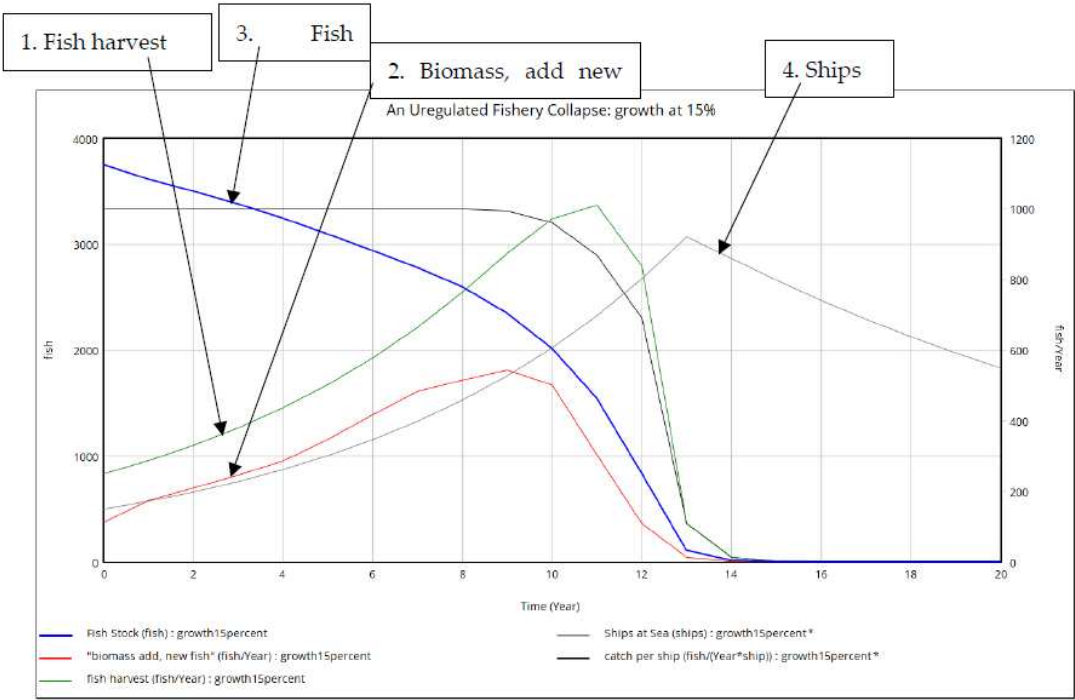 1. Fish harvest
3. Fish
2. Biomass, add new
4. Ships
An Uregulated Fishery Collapse: growth at 15%
4000
3000
2000
1000
0
fish
1200
1000
800
600
400
200
0
fish/Year
0 2 4 6 8 10 12 14 16 18 20
Time (Year)
Fish Stock (fish) : growth15percent
"biomass add, new fish" (fish/Year) : growth15percent
fish harvest (fish/Year) : growth15percent
Ships at Sea (ships) : growth15percent*
catch per ship (fish/(Year*ship)) : growth15percent*